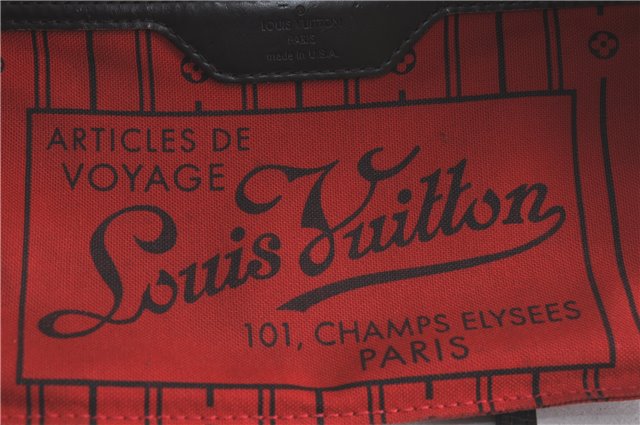 LOUIS VUITTON
PARIS
made in U.S.A.
ARTICLES DE
VOYAGE
Louis Vuitton
101, CHAMPS ELYSEES
PARIS